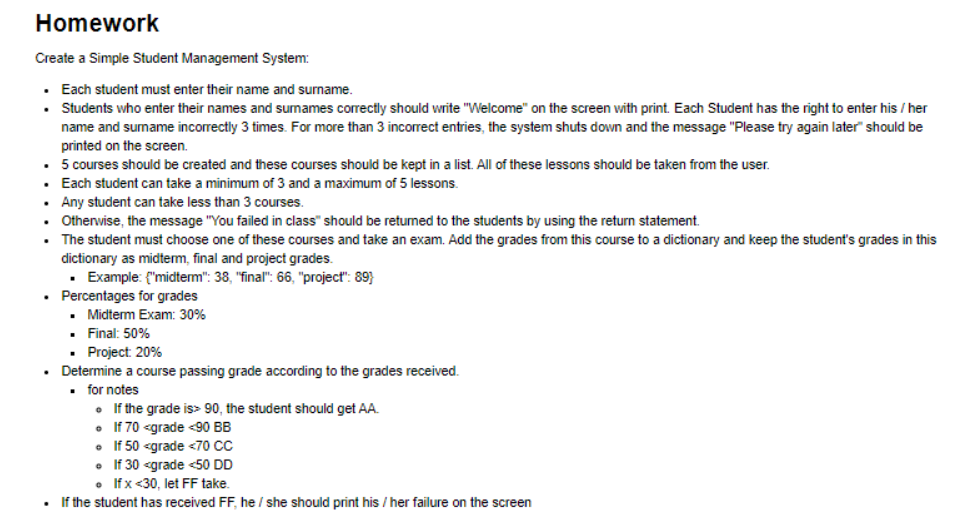 Homework
Create a Simple Student Management System:
• Each student must enter their name and surname.
• Students who enter their names and surnames correctly should write "Welcome" on the screen with print. Each Student has the right to enter his / her
name and surname incorrectly 3 times. For more than 3 incorrect entries, the system shuts down and the message "Please try again later" should be
printed on the screen.
• 5 courses should be created and these courses should be kept in a list. All of these lessons should be taken from the user.
• Each student can take a minimum of 3 and a maximum of 5 lessons.
• Any student can take less than 3 courses.
• Otherwise, the message "You failed in class" should be returned to the students by using the return statement.
• The student must choose one of these courses and take an exam. Add the grades from this course to a dictionary and keep the student's grades in this
dictionary as midterm, final and project grades.
▪ Example: {"midterm": 38, "final": 66, "project": 89}
• Percentages for grades
▪ Midterm Exam: 30%
▪ Final: 50%
▪ Project: 20%
• Determine a course passing grade according to the grades received.
▪ for notes
◦ If the grade is> 90, the student should get AA.
◦ If 70 <grade <90 BB
◦ If 50 <grade <70 CC
◦ If 30 <grade <50 DD
◦ If x <30, let FF take.
• If the student has received FF, he / she should print his / her failure on the screen